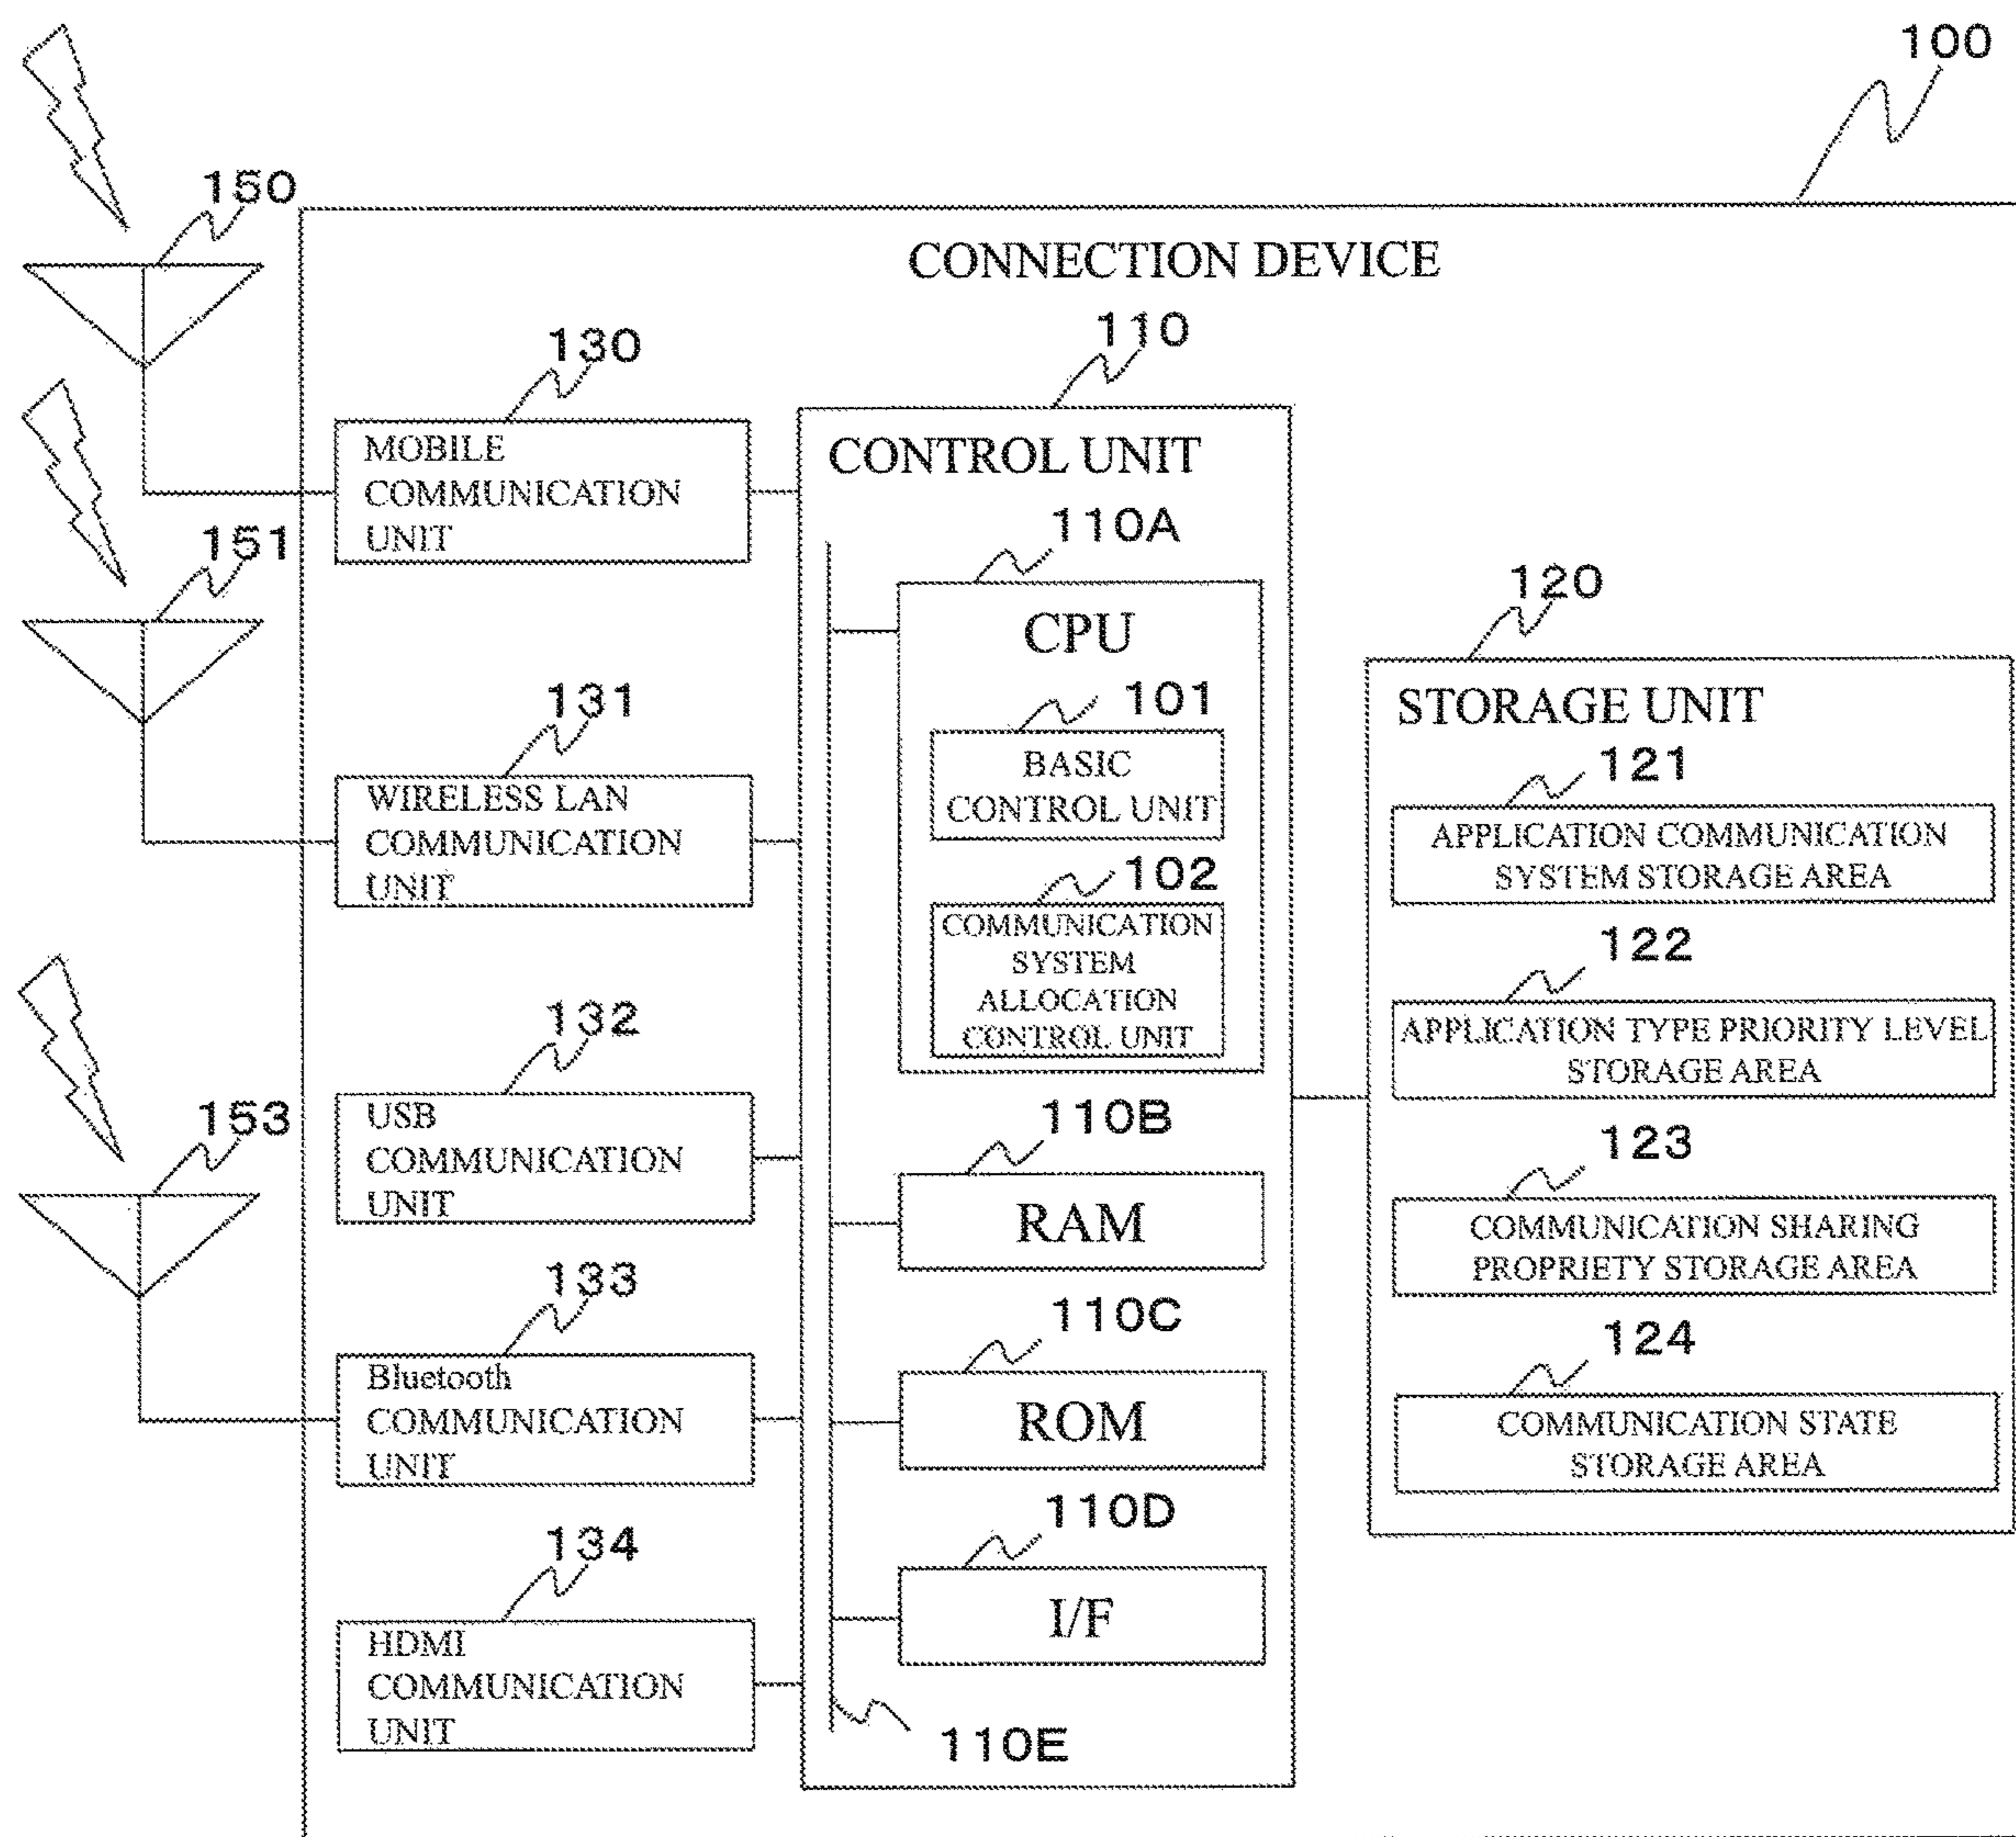 100
150
CONNECTION DEVICE
130
110
MOBILE
COMMUNICATION
UNIT
CONTROL UNIT
151
110A
CPU
120
131
101
STORAGE UNIT
WIRELESS LAN
COMMUNICATION
UNIT
BASIC
CONTROL UNIT
121
APPLICATION COMMUNICATION
SYSTEM STORAGE AREA
102
COMMUNICATION
SYSTEM
ALLOCATION
CONTROL UNIT
122
APPLICATION TYPE PRIORITY LEVEL
STORAGE AREA
132
153
USB
COMMUNICATION
UNIT
110B
RAM
123
COMMUNICATION SHARING
PROPRIETY STORAGE AREA
133
Bluetooth
COMMUNICATION
UNIT
110C
ROM
124
COMMUNICATION STATE
STORAGE AREA
134
110D
I/F
HDMI
COMMUNICATION
UNIT
110E